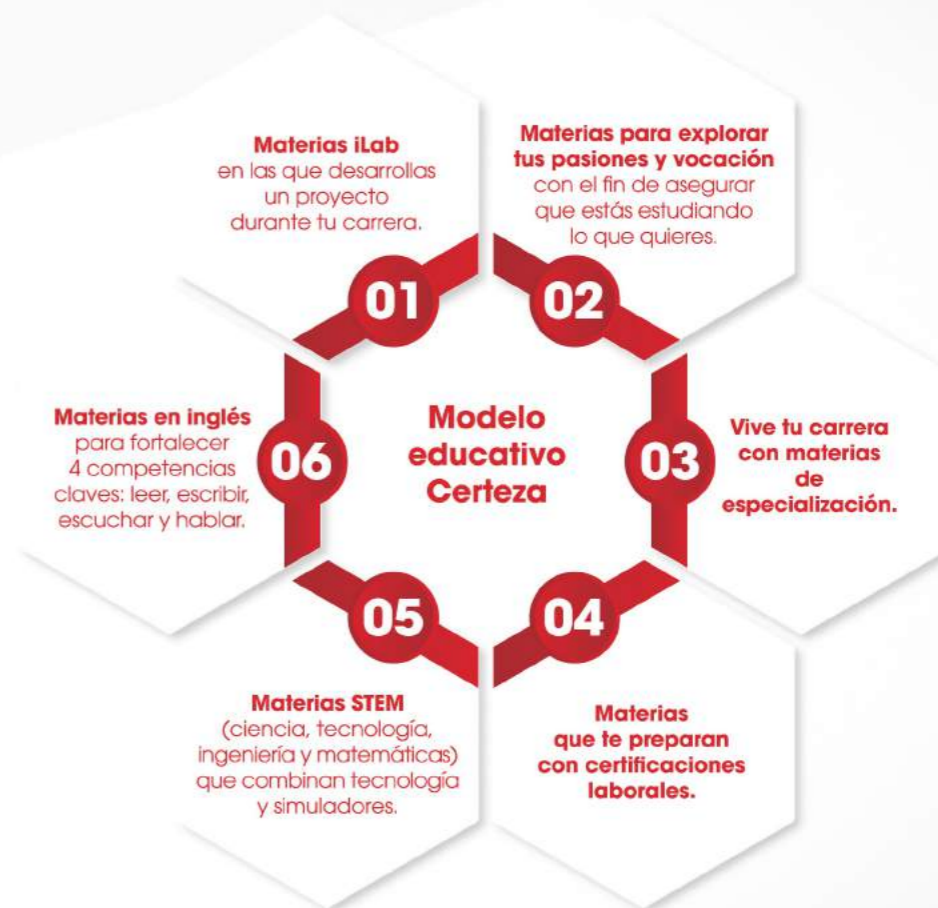 Modelo
educativo
Certeza
01
Materias iLab
en las que desarrollas
un proyecto
durante tu carrera.
02
Materias para explorar
tus pasiones y vocación
con el fin de asegurar
que estás estudiando
lo que quieres.
03
Vive tu carrera
con materias
de
especialización.
04
Materias
que te preparan
con certificaciones
laborales.
05
Materias STEM
(ciencia, tecnología,
ingeniería y matemáticas)
que combinan tecnología
y simuladores.
06
Materias en inglés
para fortalecer
4 competencias
claves: leer, escribir,
escuchar y hablar.